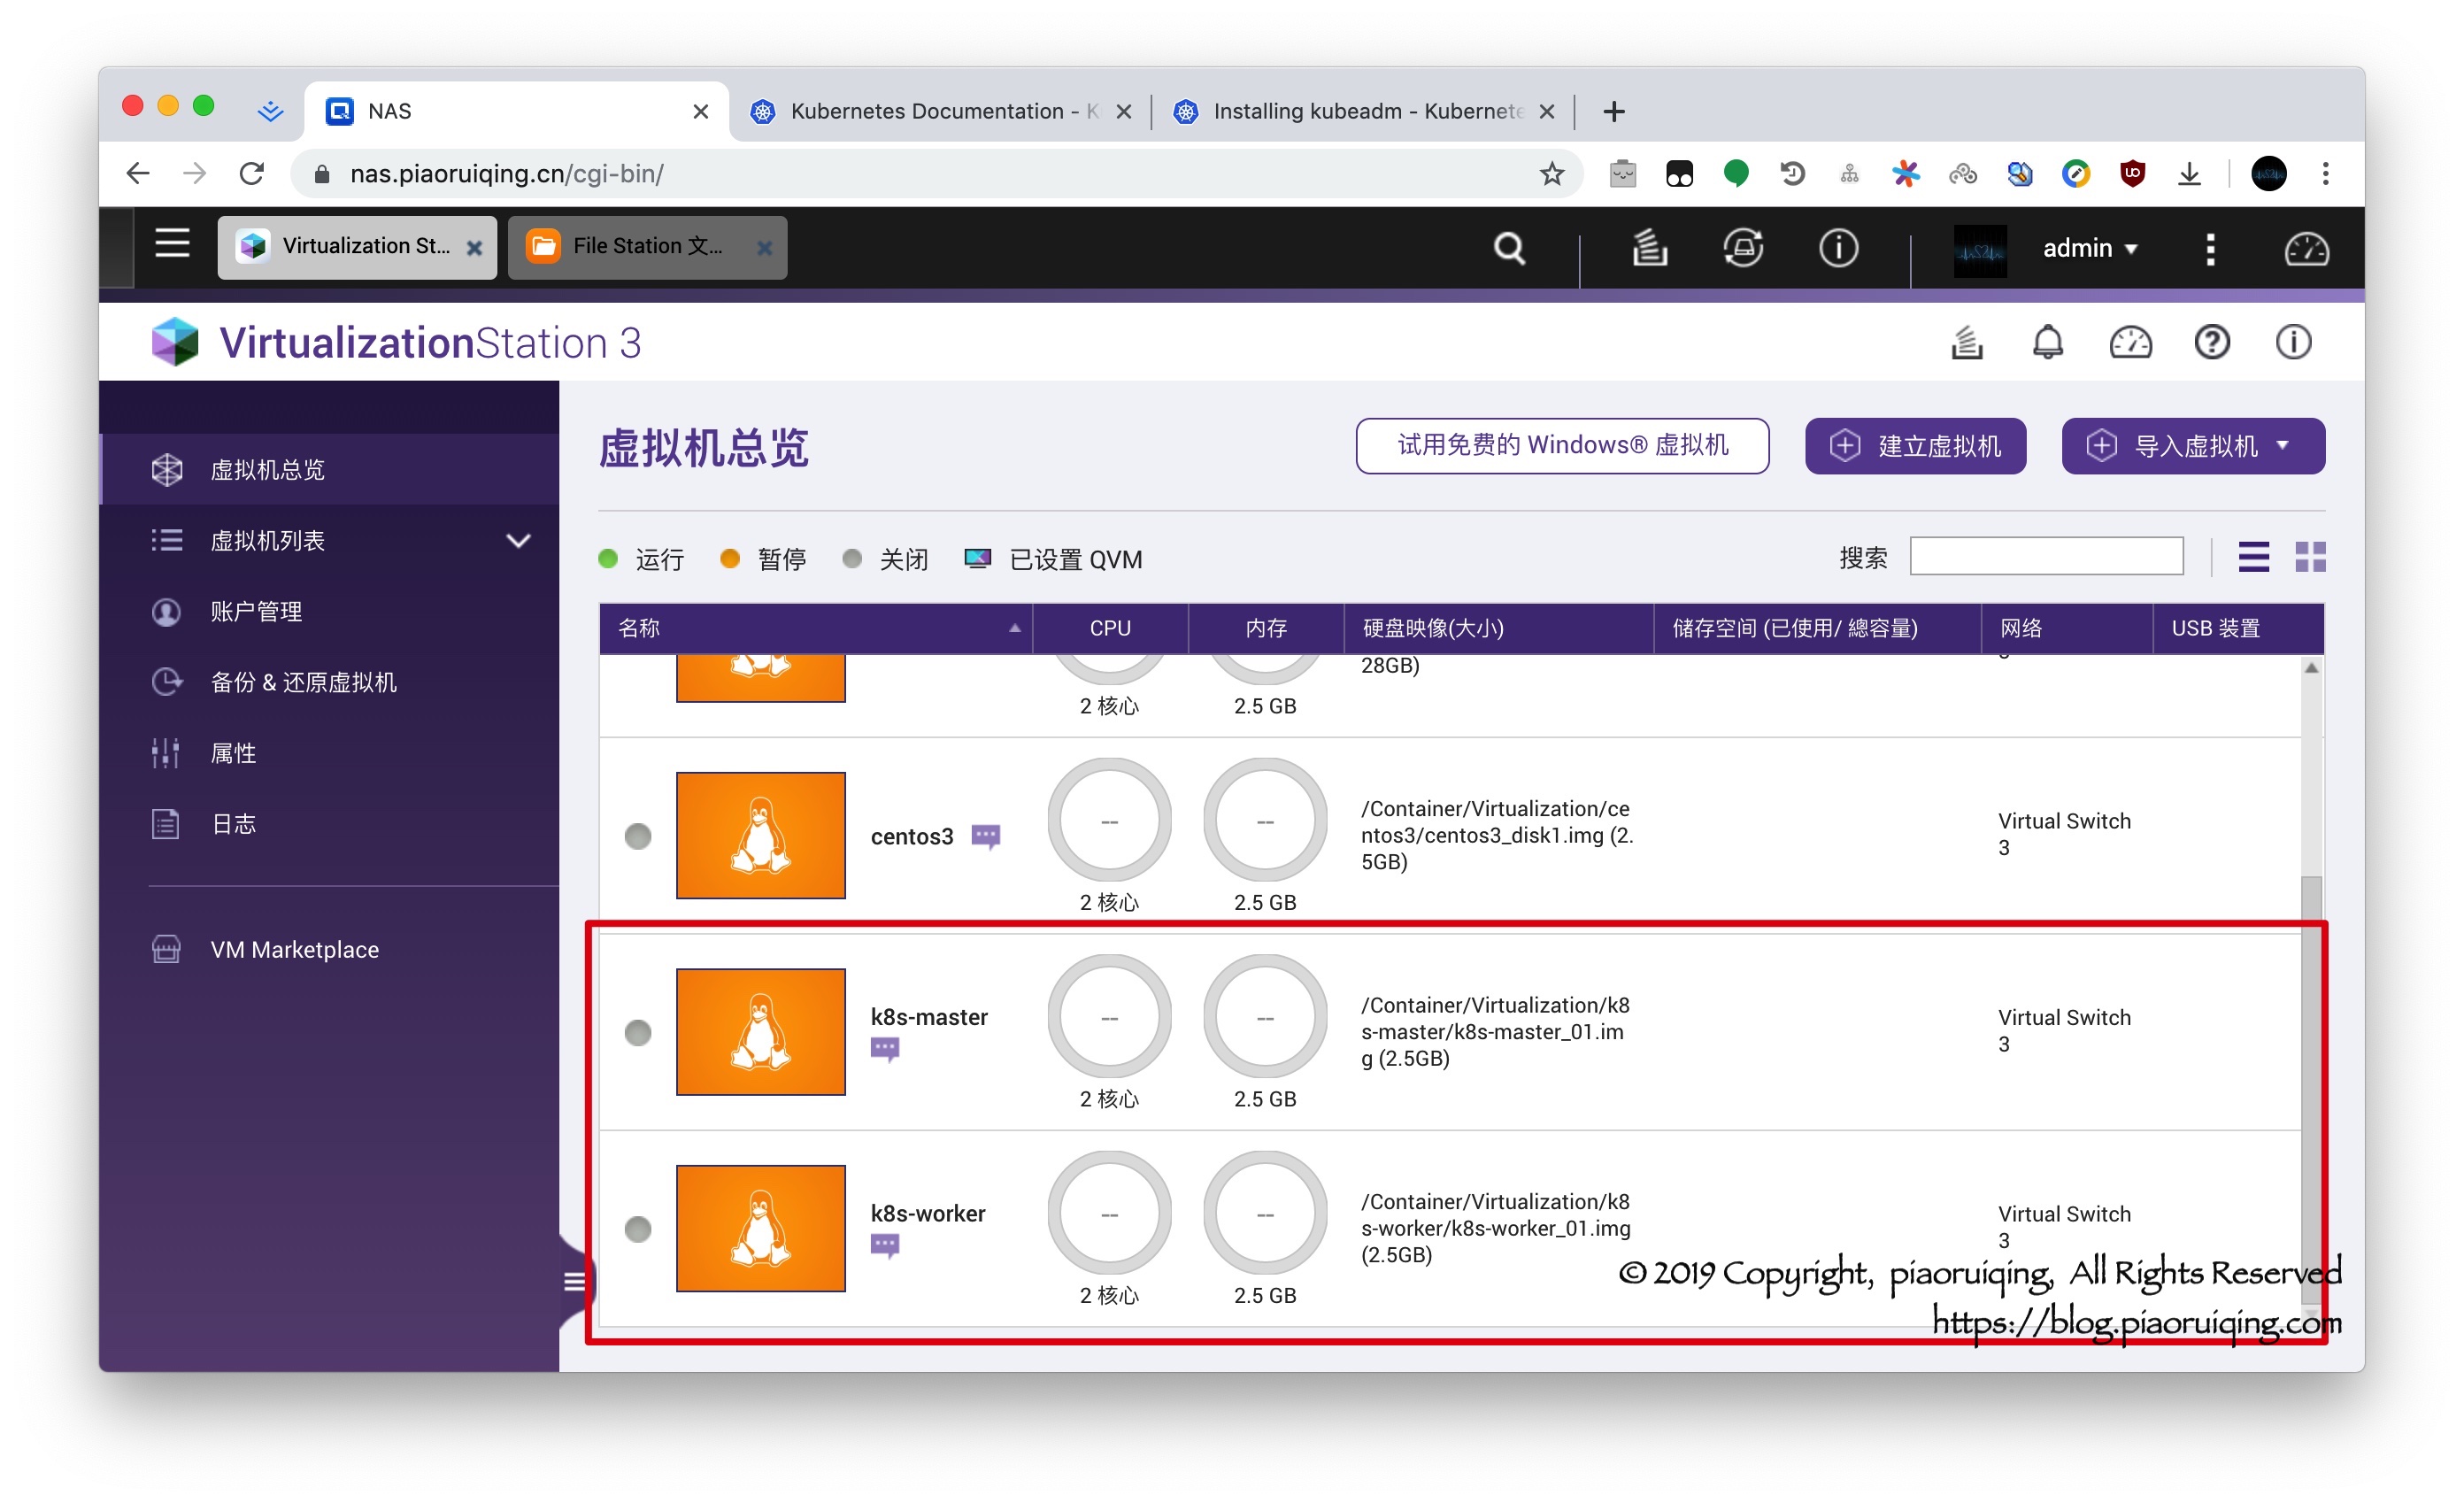 NAS
Kubernetes Documentation - K
Installing kubeadm - Kubernete
nas.piaoruiqing.cn/cgi-bin/
Virtualization St...
File Station 文...
admin
VirtualizationStation 3
虚拟机总览
虚拟机列表
账户管理
备份 & 还原虚拟机
属性
日志
VM Marketplace
虚拟机总览
试用免费的 Windows® 虚拟机
建立虚拟机
导入虚拟机
运行 暂停 关闭 已设置 QVM
搜索
名称 CPU 内存 硬盘映像(大小) 储存空间 (已使用/ 總容量) 网络 USB 装置
28GB)
2 核心 2.5 GB
centos3
--
--
/Container/Virtualization/ce
ntos3/centos3_disk1.img (2.
5GB)
Virtual Switch
3
2 核心 2.5 GB
k8s-master
--
--
/Container/Virtualization/k8
s-master/k8s-master_01.im
g (2.5GB)
Virtual Switch
3
2 核心 2.5 GB
k8s-worker
--
--
/Container/Virtualization/k8
s-worker/k8s-worker_01.img
(2.5GB)
Virtual Switch
3
2 核心 2.5 GB
© 2019 Copyright, piaoruiqing, All Rights Reserved
https://blog.piaoruiqing.com